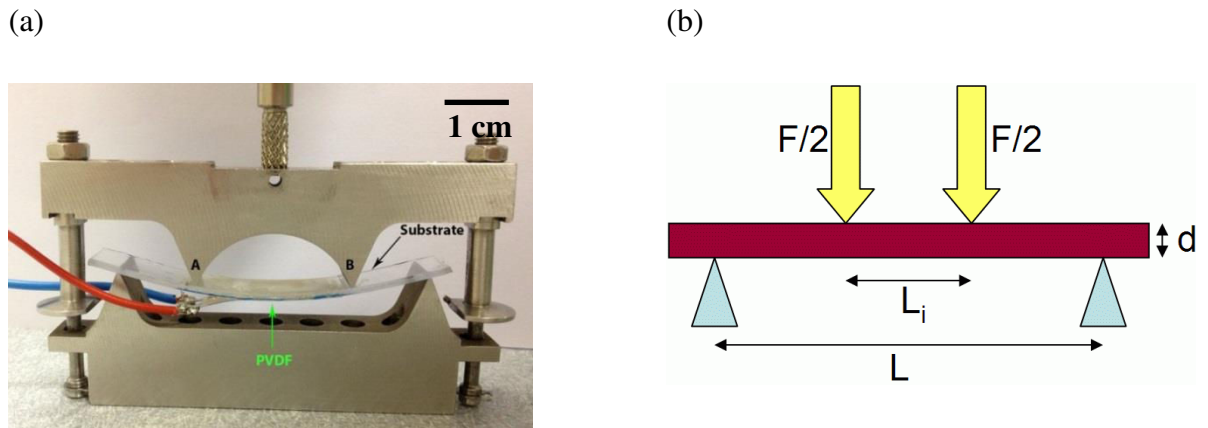 (a)
(b)
1 cm
Substrate
A
B
PVDF
F/2
F/2
d
Li
L